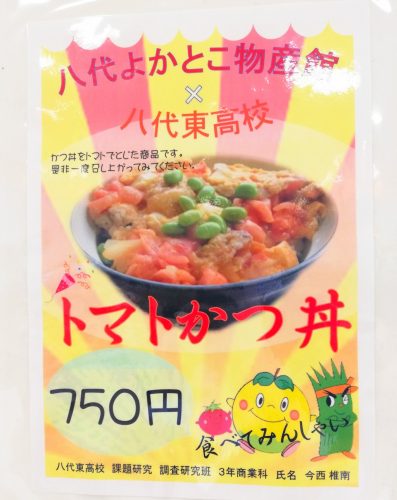 八代よかとこ物産館
×
八代東高校
かつ丼をトマトでとじた商品です。
是非一度召し上がってみてください。
トマトかつ丼
750円
食べてみんしゃい
八代東高校 課題研究 調査研究班 3年商業科 氏名 今西 椎南